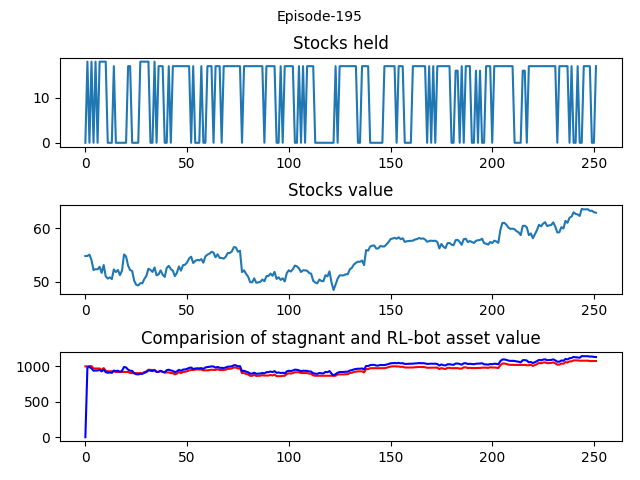 Episode-195
Stocks held
10
0
0 50 100 150 200 250
Stocks value
60
50
0 50 100 150 200 250
Comparision of stagnant and RL-bot asset value
1000
500
0
0 50 100 150 200 250